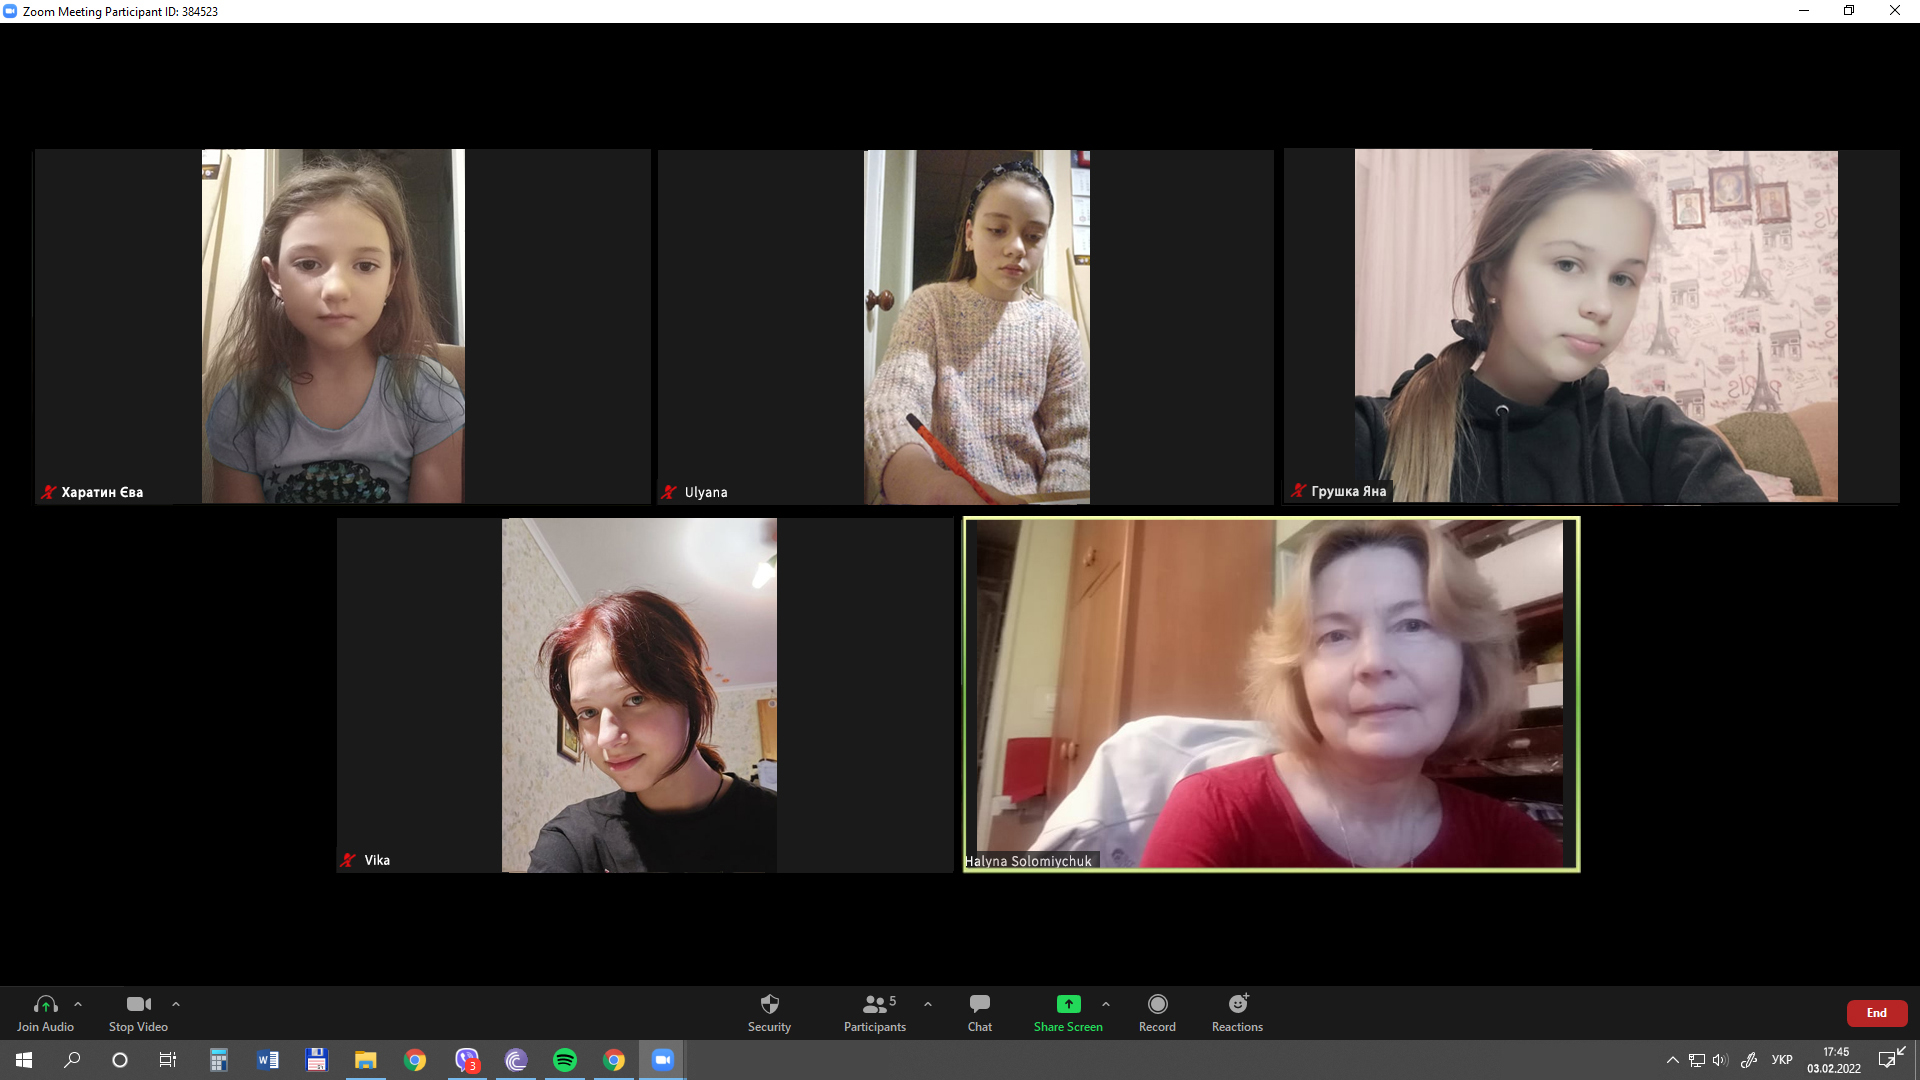 Zoom Meeting Participant ID: 384523
Харатин Єва
Ulyana
Грушка Яна
Vika
Halyna Solomiychuk
Join Audio
Stop Video
Security
5
Participants
Chat
Share Screen
Record
Reactions
End
3
УКР
17:45
03.02.2022